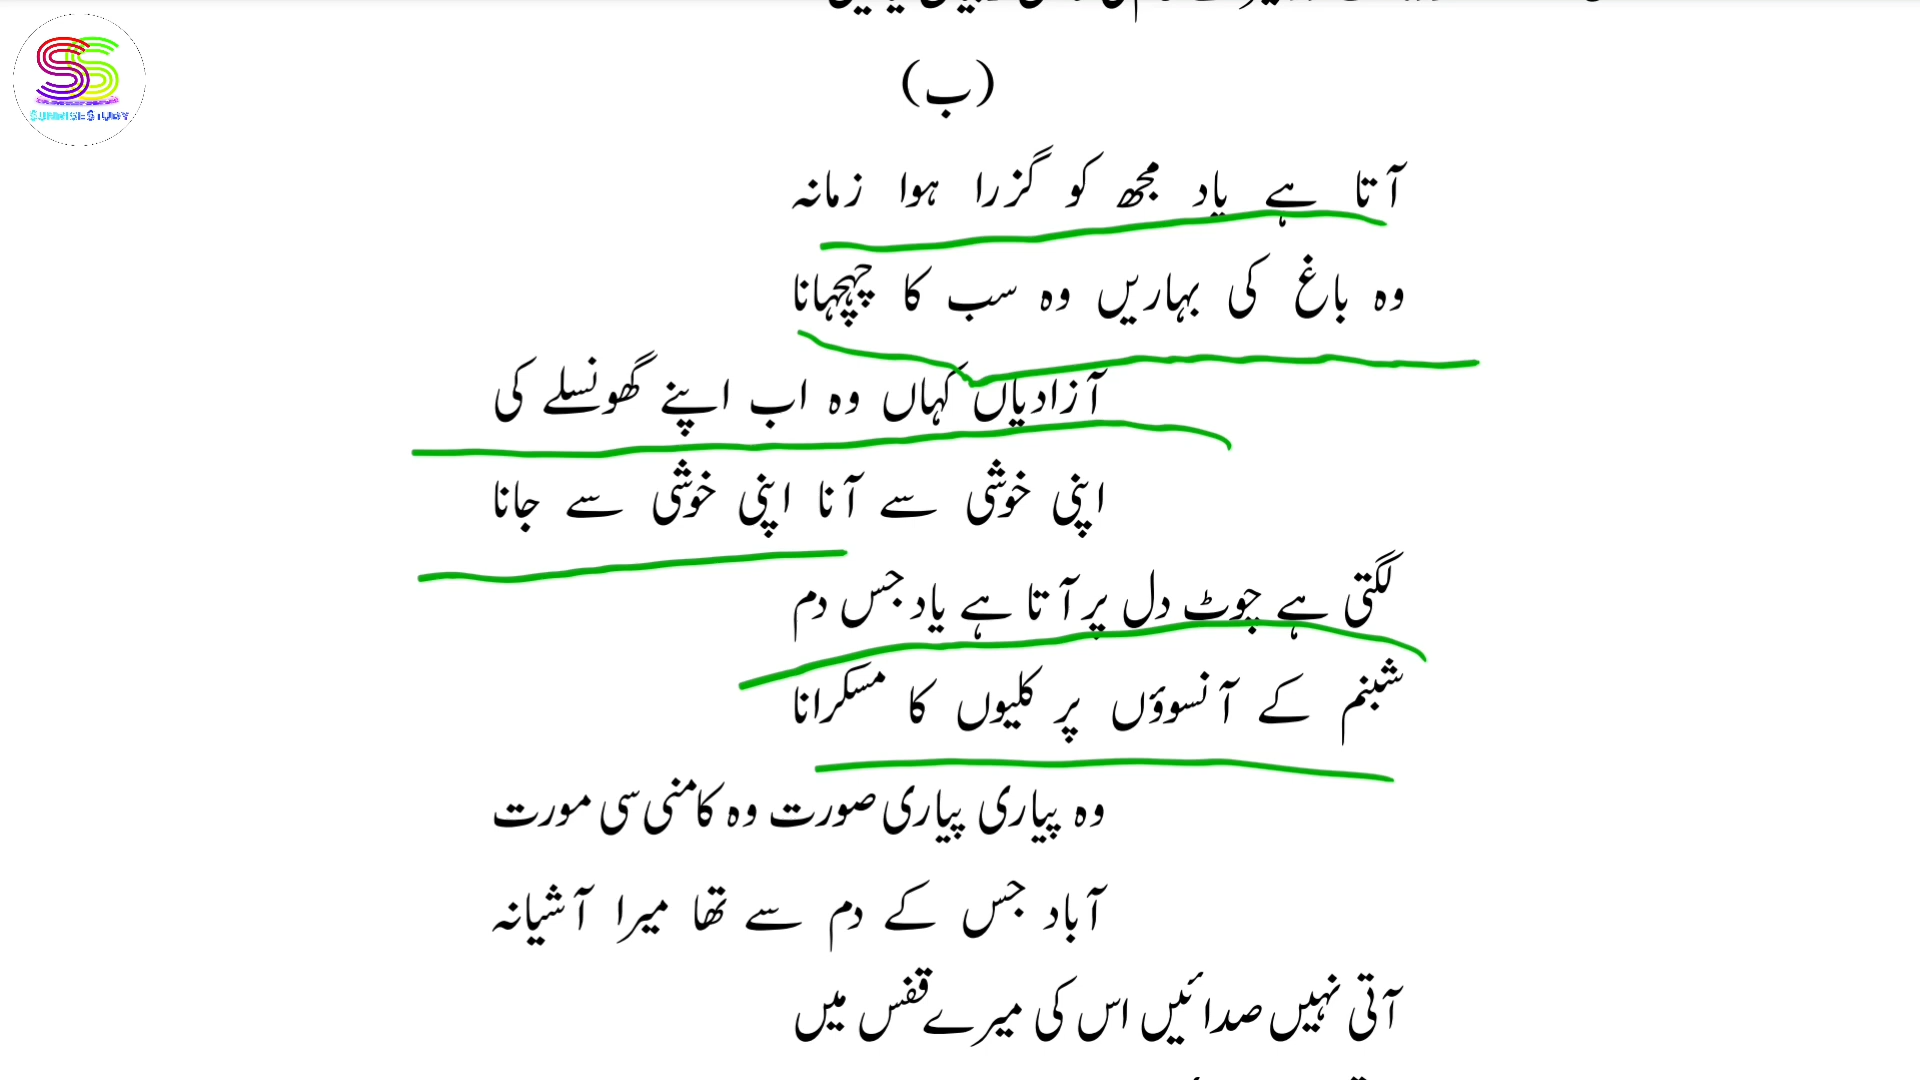 SUNRISESTUDY
(ب)
آتا ہے یاد مجھ کو گزرا ہوا زمانہ
وہ باغ کی بہاریں وہ سب کا چہچہانا
آزادیاں کہاں وہ اب اپنے گھونسلے کی
اپنی خوشی سے آنا اپنی خوشی سے جانا
لگتی ہے چوٹ دل پر آتا ہے یاد جس دم
شبنم کے آنسوؤں پر کلیوں کا مسکرانا
وہ پیاری پیاری صورت وہ کامنی سی مورت
آباد جس کے دم سے تھا میرا آشیانہ
آتی نہیں صدائیں اس کی میرے قفس میں